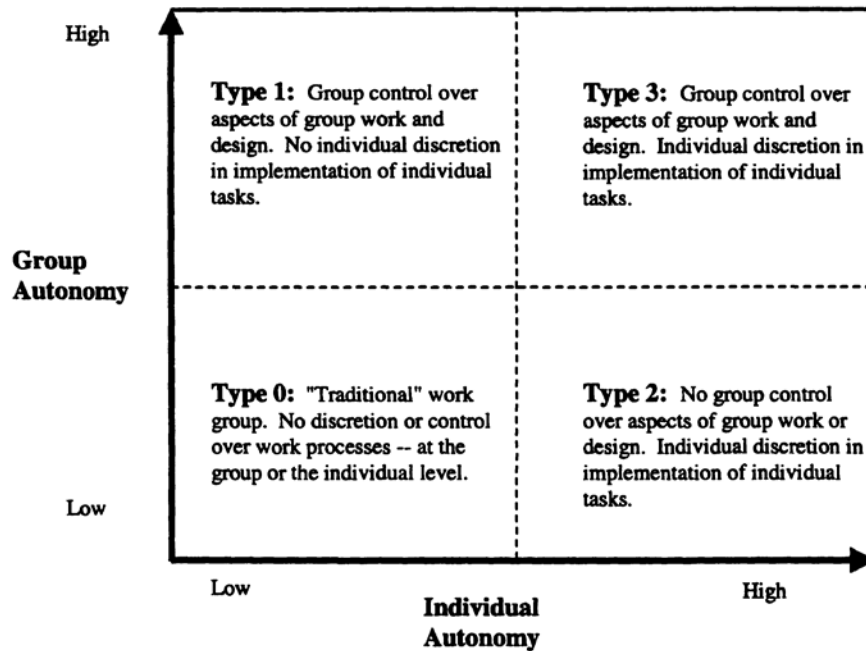 High
Type 1: Group control over
aspects of group work and
design. No individual discretion
in implementation of individual
tasks.
Type 3: Group control over
aspects of group work and
design. Individual discretion in
implementation of individual
tasks.
Group
Autonomy
Type 0: "Traditional" work
group. No discretion or control
over work processes -- at the
group or the individual level.
Type 2: No group control
over aspects of group work or
design. Individual discretion in
implementation of individual
tasks.
Low
Low
High
Individual
Autonomy